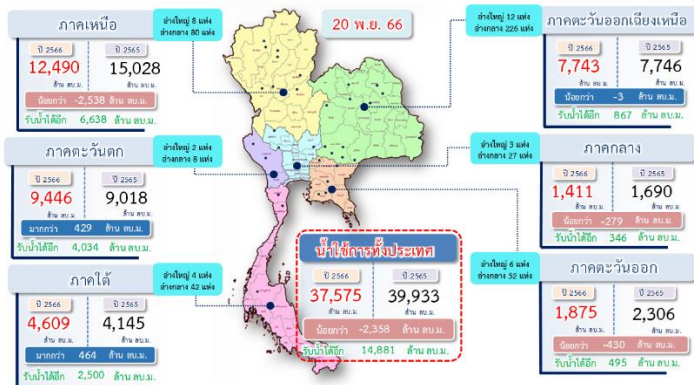 20 พ.ย. 66
ภาคเหนือ
อ่างใหญ่ 8 แห่ง
อ่างกลาง 80 แห่ง
ปี 2566 ปี 2565
12,490 15,028
ล้าน ลบ.ม. ล้าน ลบ.ม.
น้อยกว่า -2,538 ล้าน ลบ.ม.
รับน้ำได้อีก 6,638 ล้าน ลบ.ม.
ภาคตะวันออกเฉียงเหนือ
อ่างใหญ่ 12 แห่ง
อ่างกลาง 226 แห่ง
ปี 2566 ปี 2565
7,743 7,746
ล้าน ลบ.ม. ล้าน ลบ.ม.
น้อยกว่า -3 ล้าน ลบ.ม.
รับน้ำได้อีก 867 ล้าน ลบ.ม.
ภาคตะวันตก
อ่างใหญ่ 2 แห่ง
อ่างกลาง 8 แห่ง
ปี 2566 ปี 2565
9,446 9,018
ล้าน ลบ.ม. ล้าน ลบ.ม.
มากกว่า 429 ล้าน ลบ.ม.
รับน้ำได้อีก 4,034 ล้าน ลบ.ม.
ภาคกลาง
อ่างใหญ่ 3 แห่ง
อ่างกลาง 27 แห่ง
ปี 2566 ปี 2565
1,411 1,690
ล้าน ลบ.ม. ล้าน ลบ.ม.
น้อยกว่า -279 ล้าน ลบ.ม.
รับน้ำได้อีก 346 ล้าน ลบ.ม.
ภาคใต้
อ่างใหญ่ 4 แห่ง
อ่างกลาง 42 แห่ง
ปี 2566 ปี 2565
4,609 4,145
ล้าน ลบ.ม. ล้าน ลบ.ม.
มากกว่า 464 ล้าน ลบ.ม.
รับน้ำได้อีก 2,500 ล้าน ลบ.ม.
น้ำใช้การทั้งประเทศ
ปี 2566 ปี 2565
37,575 39,933
ล้าน ลบ.ม. ล้าน ลบ.ม.
น้อยกว่า -2,358 ล้าน ลบ.ม.
รับน้ำได้อีก 14,881 ล้าน ลบ.ม.
ภาคตะวันออก
อ่างใหญ่ 6 แห่ง
อ่างกลาง 52 แห่ง
ปี 2566 ปี 2565
1,875 2,306
ล้าน ลบ.ม. ล้าน ลบ.ม.
น้อยกว่า -430 ล้าน ลบ.ม.
รับน้ำได้อีก 495 ล้าน ลบ.ม.